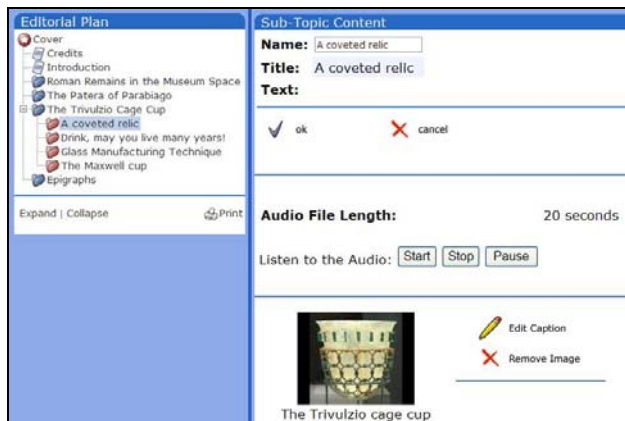 Editorial Plan
Cover
Credits
Introduction
Roman Remains in the Museum Space
The Patera of Parabiago
The Trivulzio Cage Cup
A coveted relic
Drink, may you live many years!
Glass Manufacturing Technique
The Maxwell cup
Epigraphs
Expand | Collapse
Print
Sub-Topic Content
Name: A coveted relic
Title: A coveted relic
Text:
ok cancel
Audio File Length: 20 seconds
Listen to the Audio: Start Stop Pause
Edit Caption
Remove Image
The Trivulzio cage cup